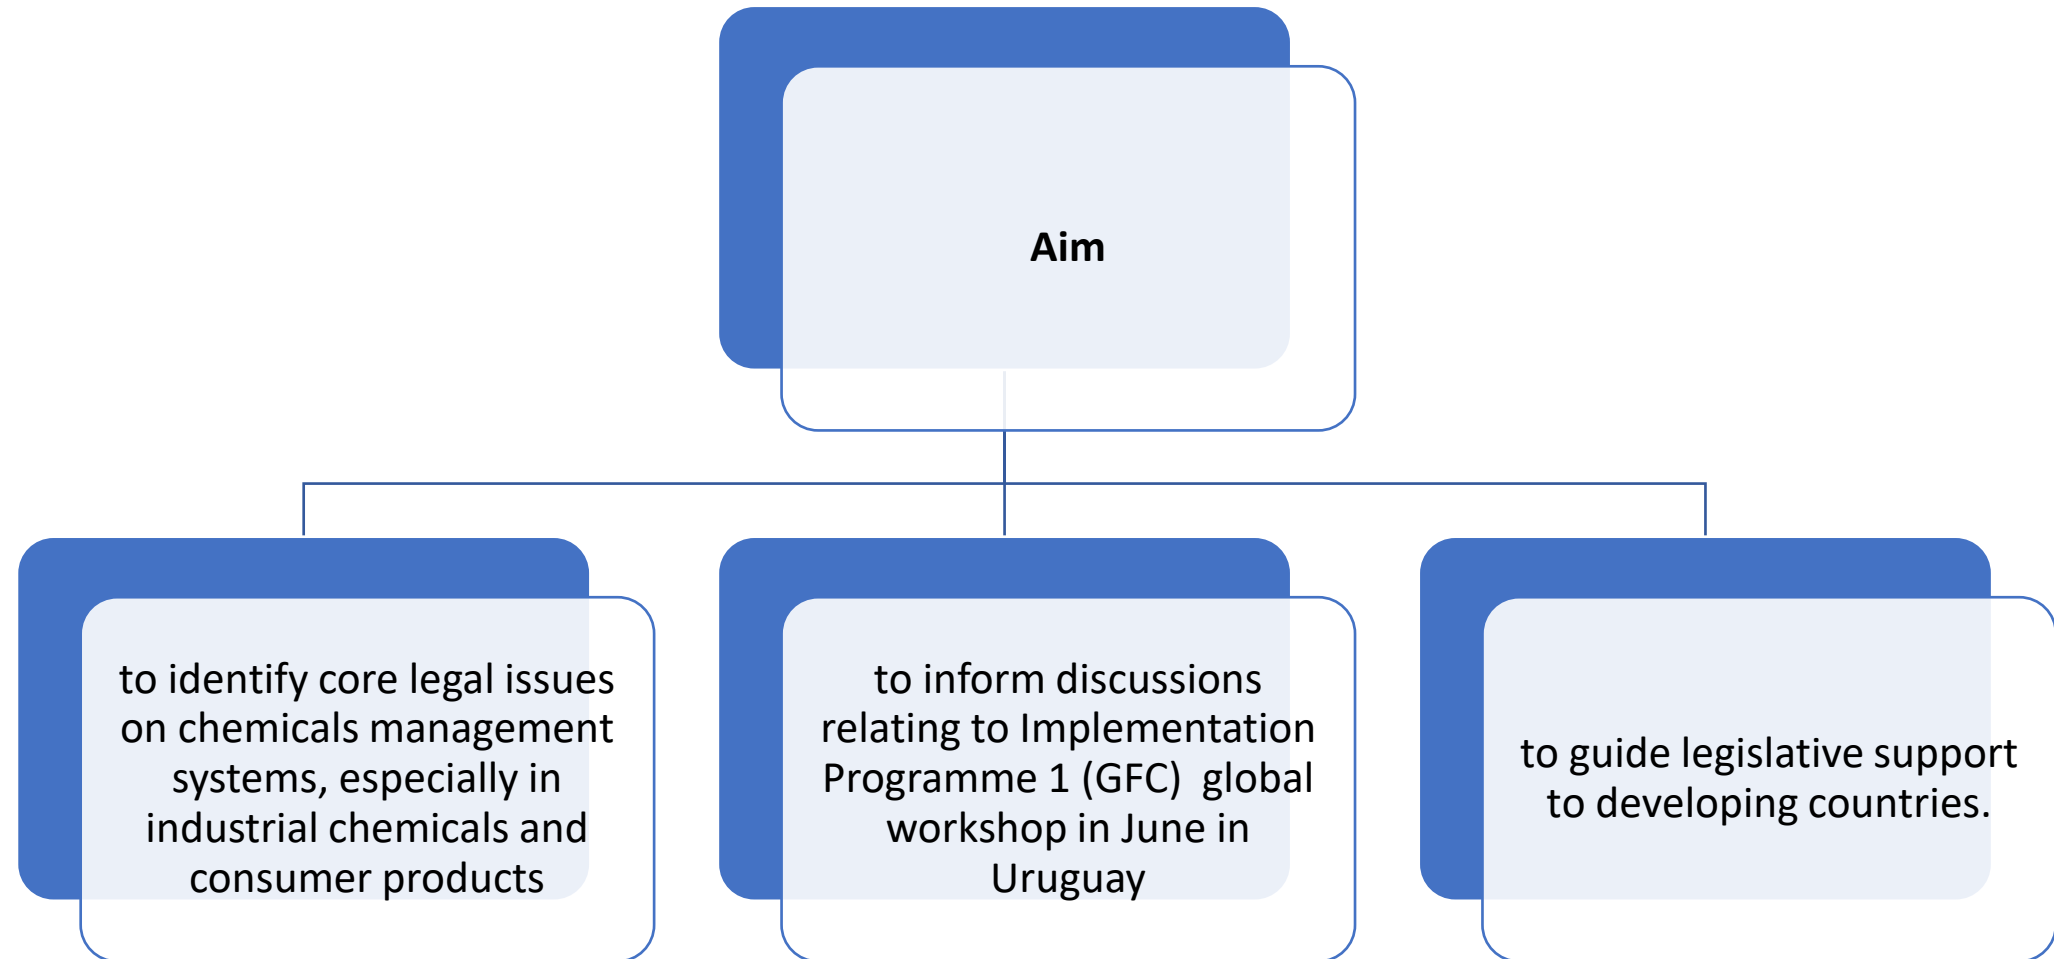 Aim
to identify core legal issues
on chemicals management
systems, especially in
industrial chemicals and
consumer products
to inform discussions
relating to Implementation
Programme 1 (GFC)  global
workshop in June in
Uruguay
to guide legislative support
to developing countries.